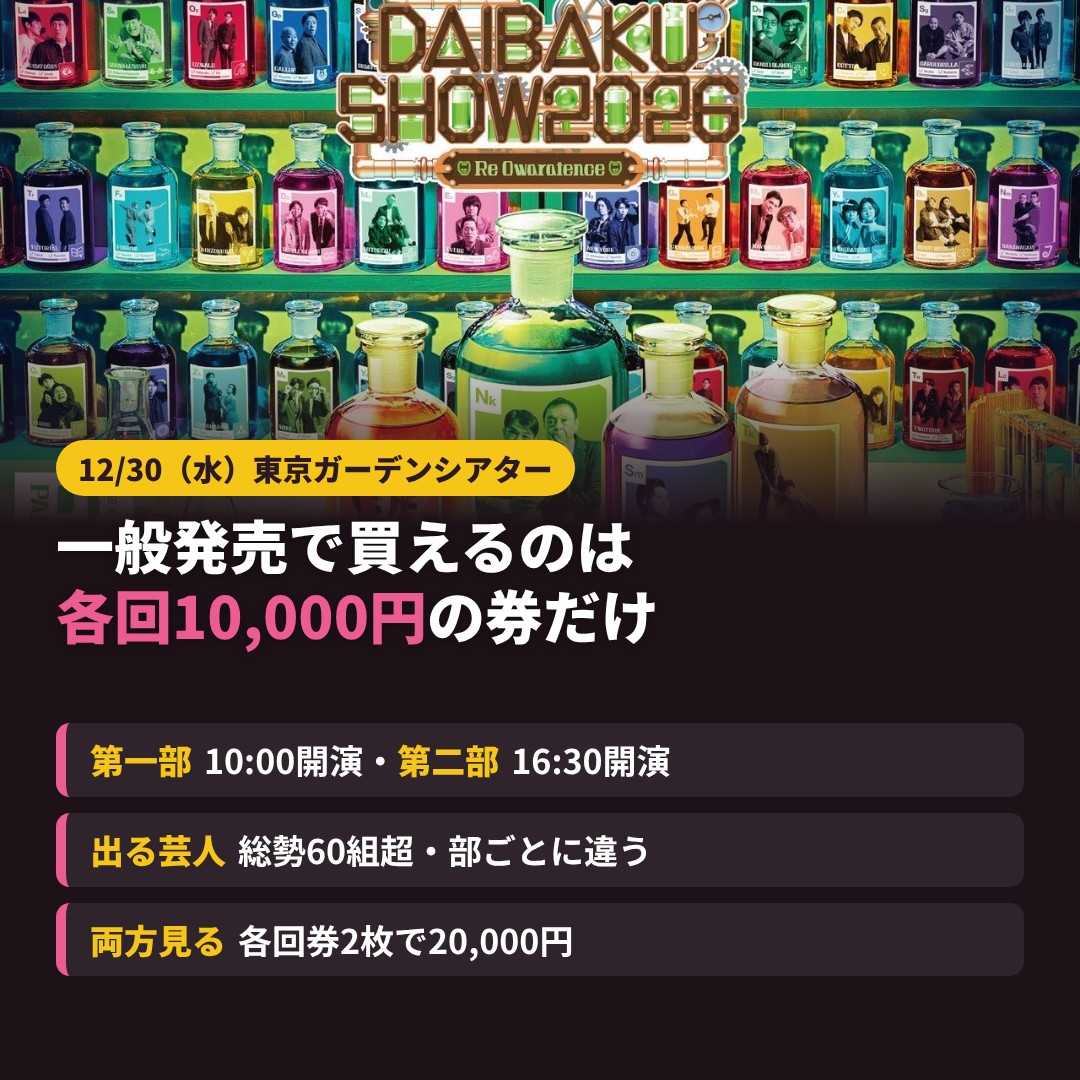 DAIBAKU
SHOW2026
Re Owaratence
Nk
Sm
12/30（水）東京ガーデンシアター
一般発売で買えるのは
各回10,000円の券だけ
第一部 10:00開演・第二部 16:30開演
出る芸人 総勢60組超・部ごとに違う
両方見る 各回券2枚で20,000円